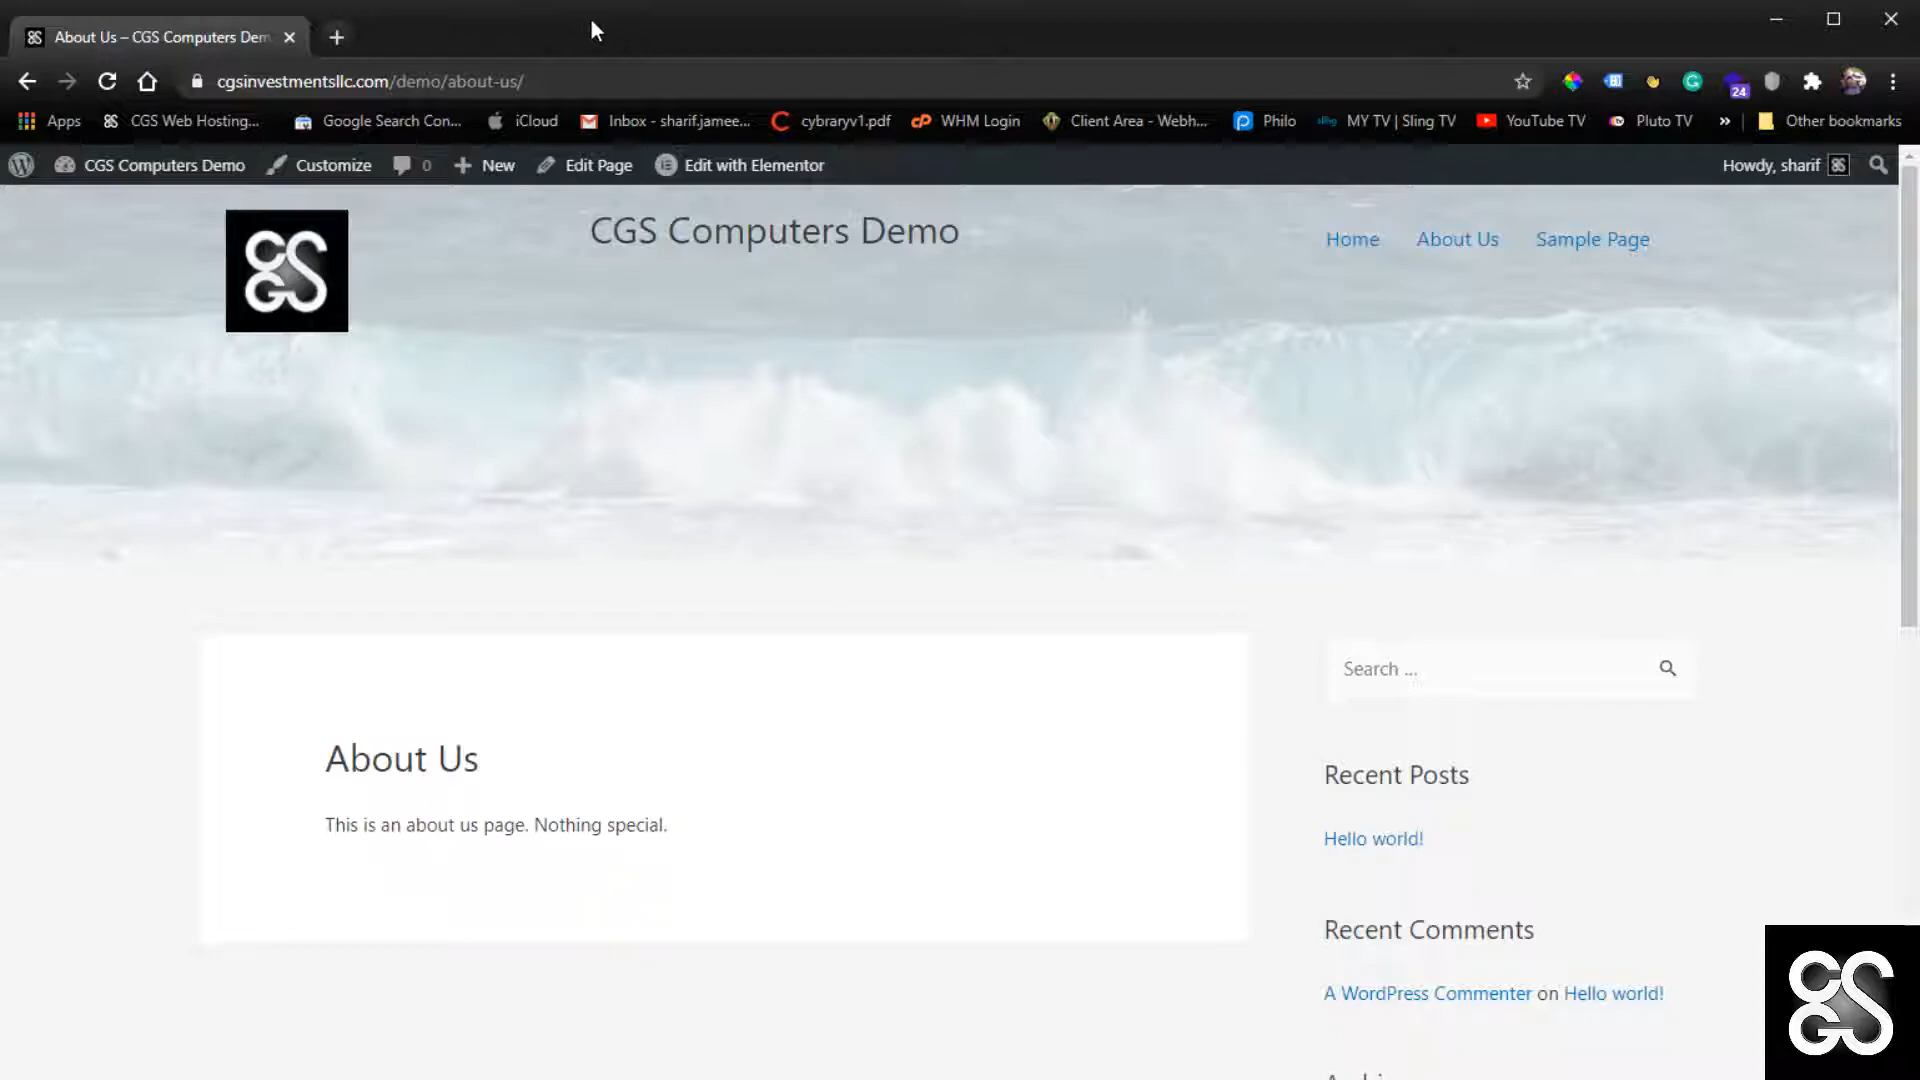 About Us – CGS Computers Dem
cgsinvestmentsllc.com/demo/about-us/
24
Apps CGS Web Hosting... Google Search Con... iCloud Inbox - sharif.jamee... cybraryv1.pdf WHM Login Client Area - Webh... Philo MY TV | Sling TV YouTube TV Pluto TV » Other bookmarks
CGS Computers Demo Customize 0 New Edit Page Edit with Elementor Howdy, sharif
CGS Computers Demo
Home About Us Sample Page
Search ...
About Us
This is an about us page. Nothing special.
Recent Posts
Hello world!
Recent Comments
A WordPress Commenter on Hello world!